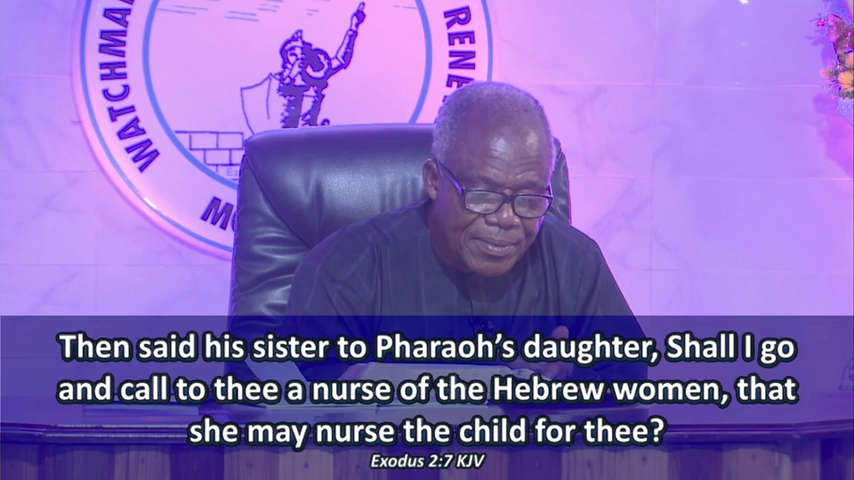 WATCHMA
RENE
MO
Then said his sister to Pharaoh's daughter, Shall I go
and call to thee a nurse of the Hebrew women, that
she may nurse the child for thee?
Exodus 2:7 KJV